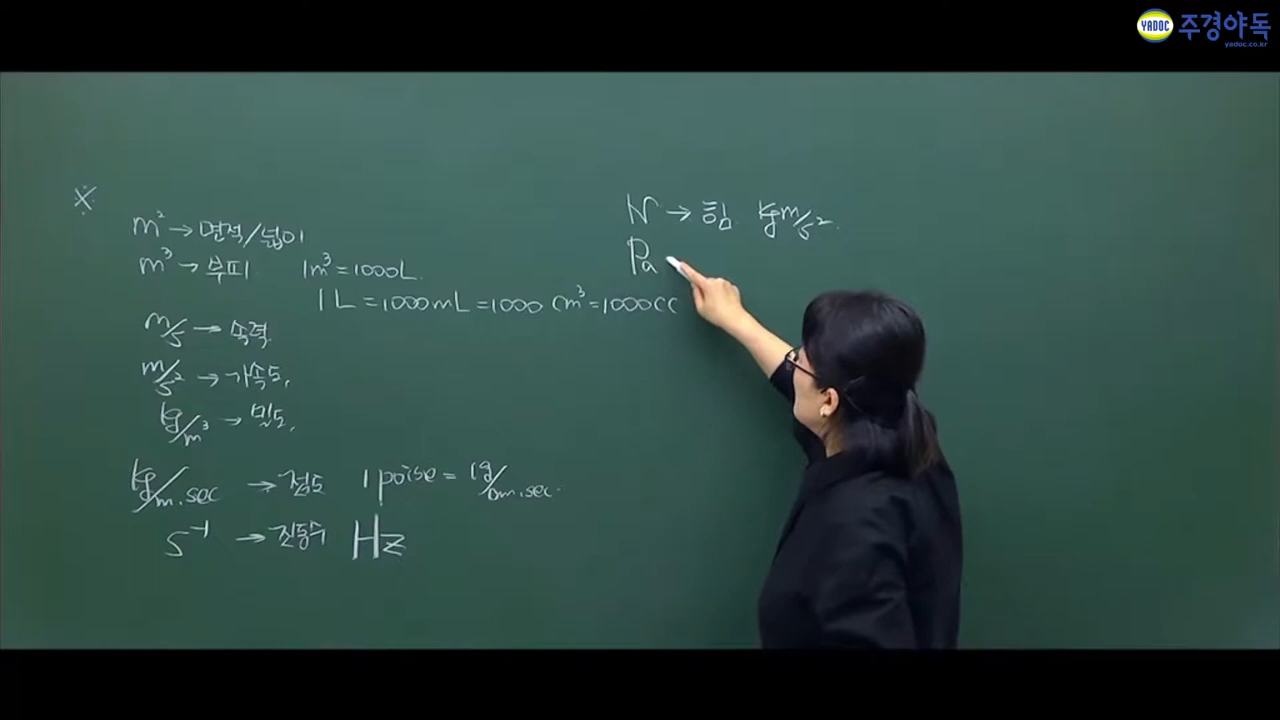 YADOC 주경야독
yadoc.co.kr
※
m² → 면적/넓이
m³ → 부피 1m³ = 1000L.
1L = 1000mL = 1000cm³ = 1000cc
m/s → 속력
m/s² → 가속도.
kg/m³ → 밀도.
kg/m.sec → 점도 1 poise = 1g/cm.sec.
s⁻¹ → 진동수 Hz
N → 힘 kgm/s².
Pa